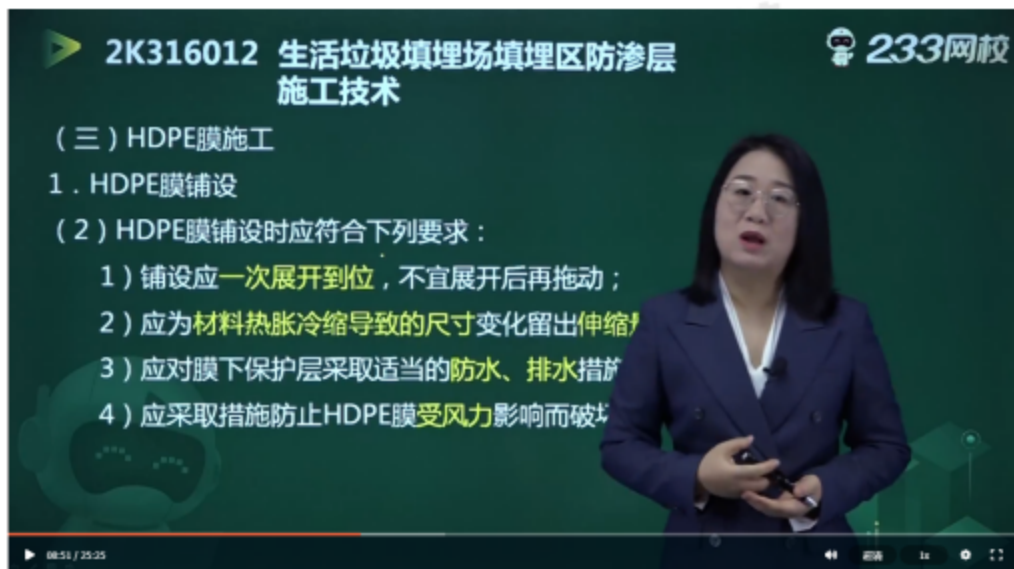 2K316012 生活垃圾填埋场填埋区防渗层
施工技术
233网校
（三）HDPE膜施工
1．HDPE膜铺设
（2）HDPE膜铺设时应符合下列要求：
1）铺设应一次展开到位，不宜展开后再拖动；
2）应为材料热胀冷缩导致的尺寸变化留出伸缩
3）应对膜下保护层采取适当的防水、排水措施
4）应采取措施防止HDPE膜受风力影响而破
08:51 / 25:25
1x